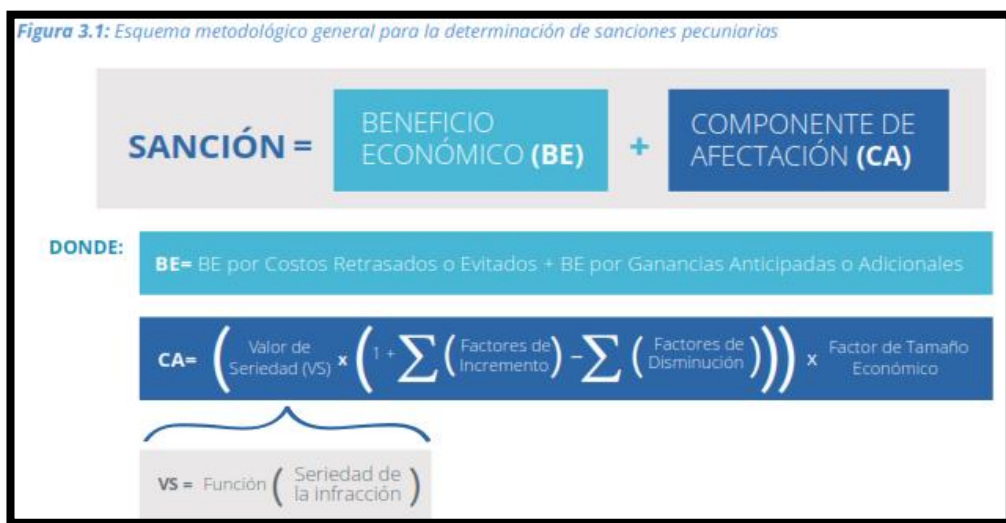 Figura 3.1: Esquema metodológico general para la determinación de sanciones pecuniarias
SANCIÓN =
BENEFICIO
ECONÓMICO (BE)
+
COMPONENTE DE
AFECTACIÓN (CA)
DONDE:
BE= BE por Costos Retrasados o Evitados + BE por Ganancias Anticipadas o Adicionales
CA= ( Valor de Seriedad (VS) x ( 1 + ∑ ( Factores de Incremento ) − ∑ ( Factores de Disminución ))) x Factor de Tamaño Económico
VS = Función ( Seriedad de la infracción )